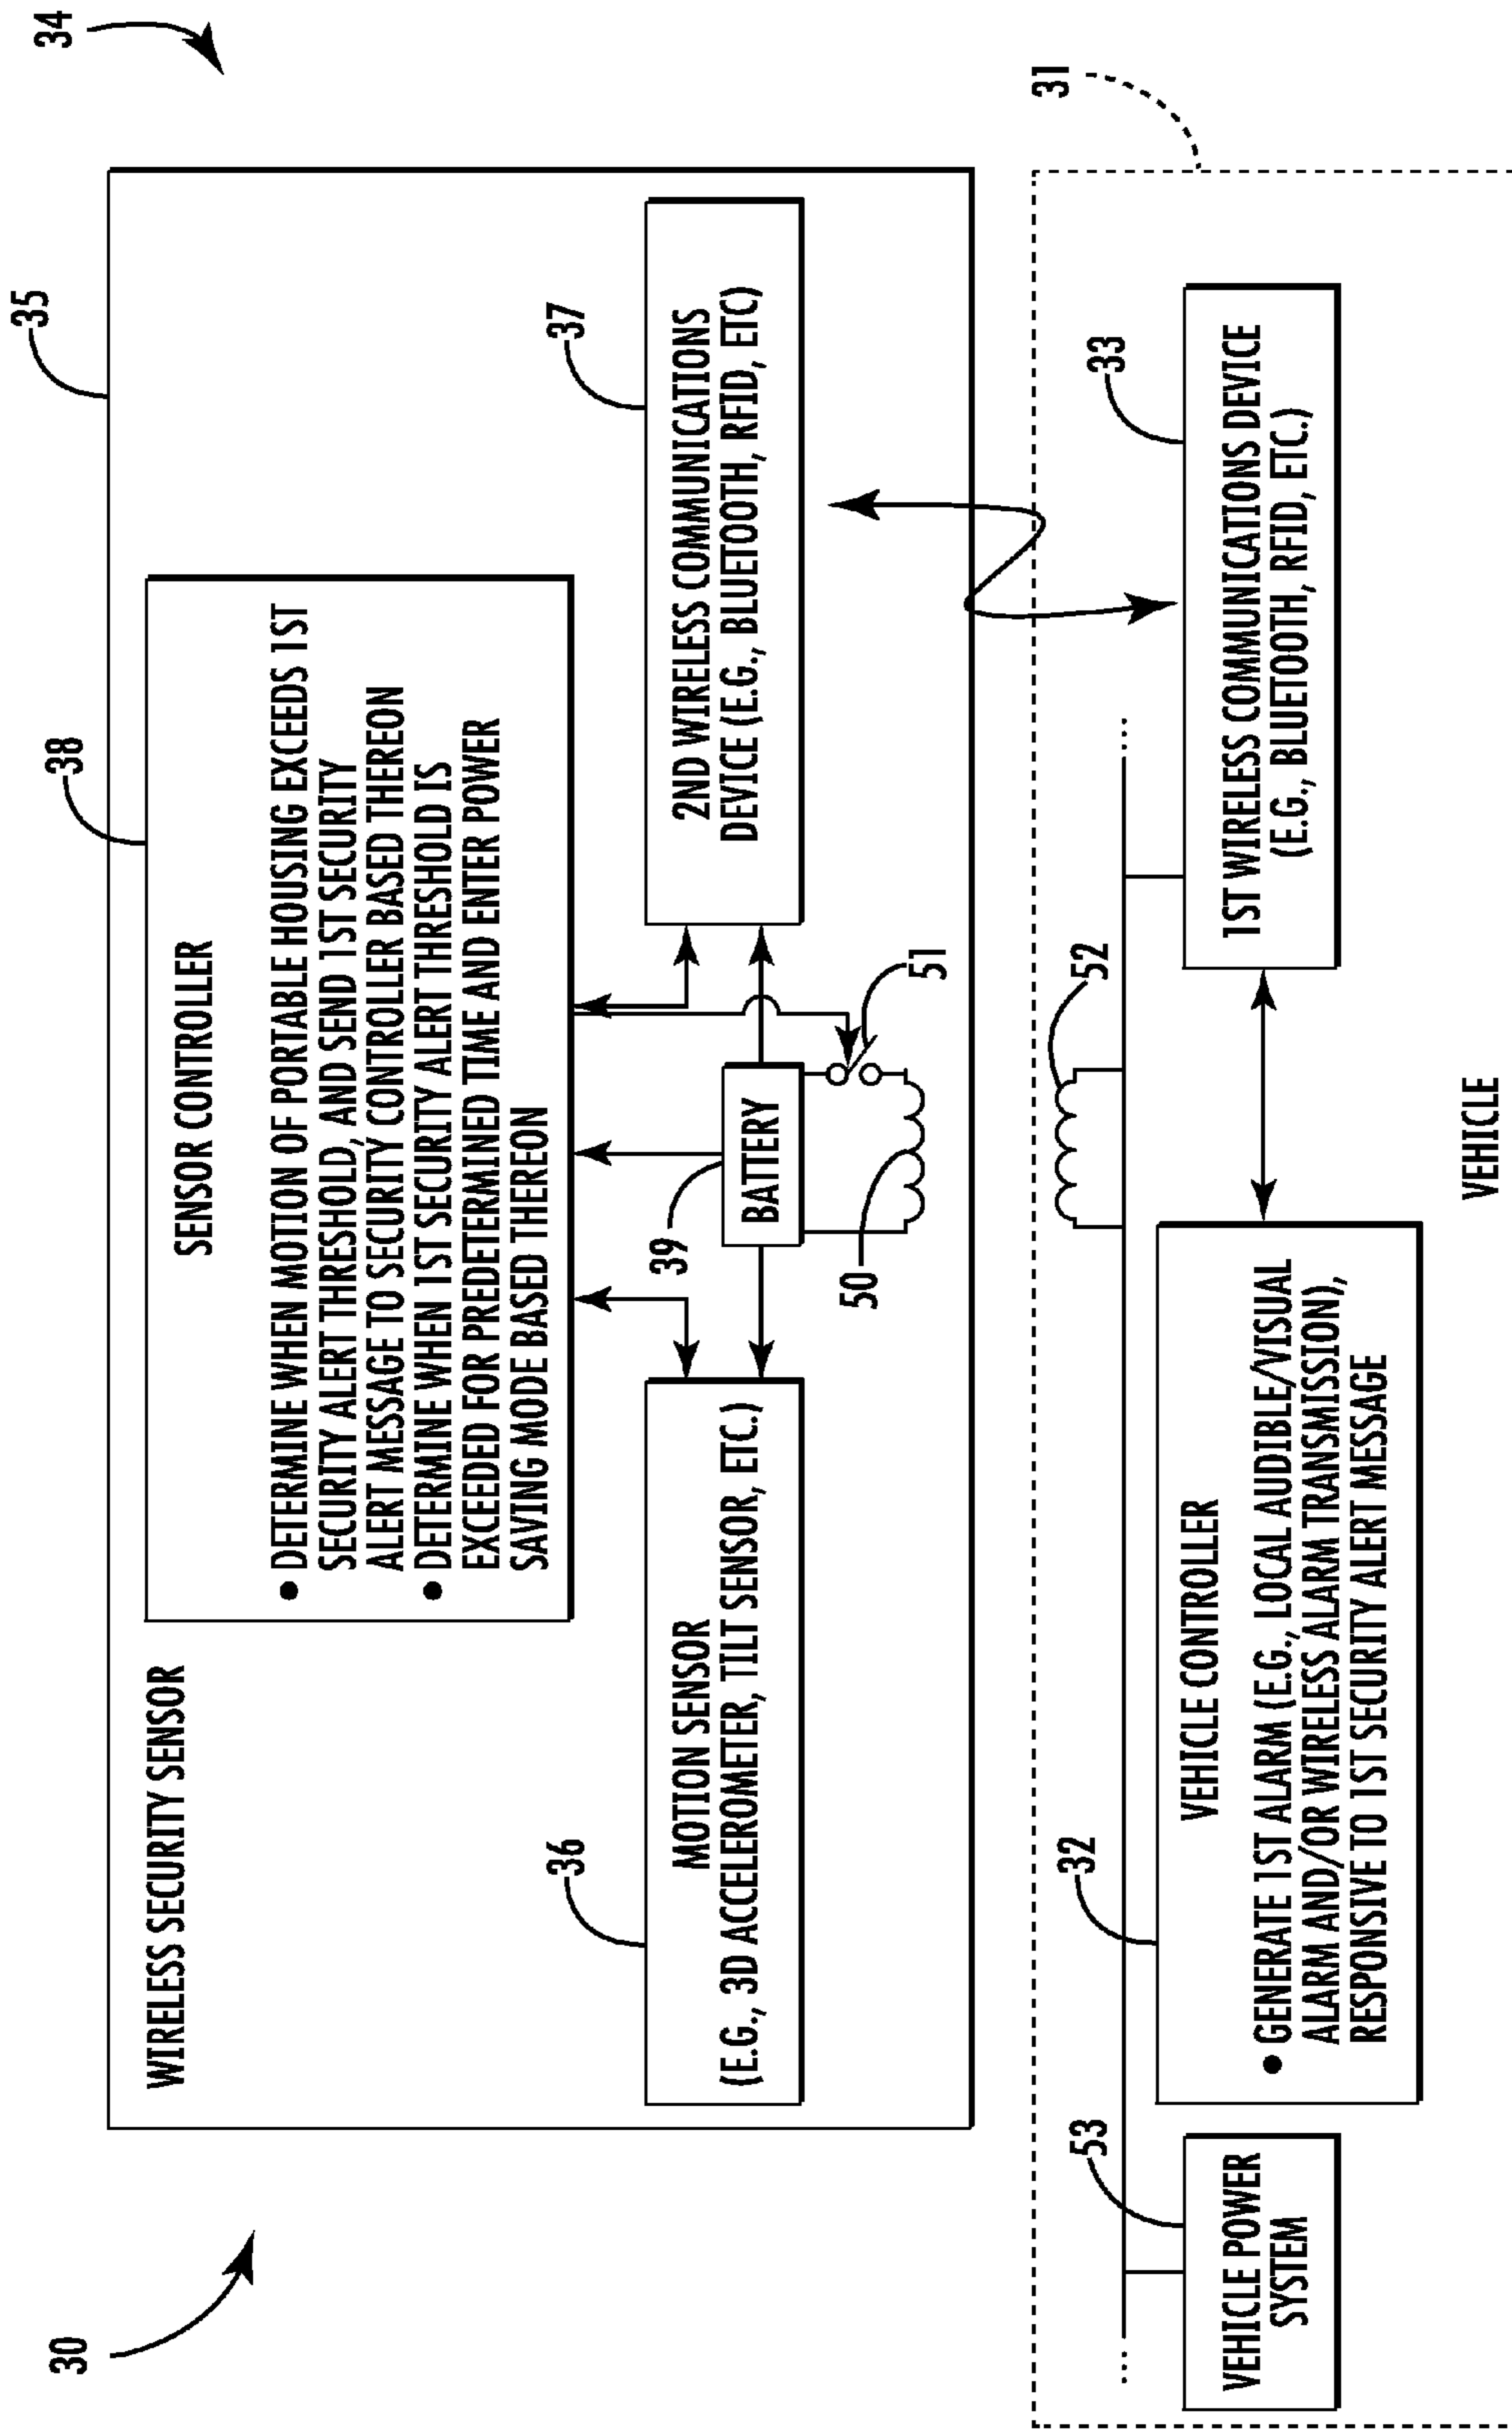 30
34
35
WIRELESS SECURITY SENSOR
38
SENSOR CONTROLLER
● DETERMINE WHEN MOTION OF PORTABLE HOUSING EXCEEDS 1ST
SECURITY ALERT THRESHOLD, AND SEND 1ST SECURITY
ALERT MESSAGE TO SECURITY CONTROLLER BASED THEREON
● DETERMINE WHEN 1ST SECURITY ALERT THRESHOLD IS
EXCEEDED FOR PREDETERMINED TIME AND ENTER POWER
SAVING MODE BASED THEREON
36
MOTION SENSOR
(E.G., 3D ACCELEROMETER, TILT SENSOR, ETC.)
39
BATTERY
50
51
37
2ND WIRELESS COMMUNICATIONS
DEVICE (E.G., BLUETOOTH, RFID, ETC)
31
53
VEHICLE POWER
SYSTEM
...
32
VEHICLE CONTROLLER
● GENERATE 1ST ALARM (E.G., LOCAL AUDIBLE/VISUAL
ALARM AND/OR WIRELESS ALARM TRANSMISSION),
RESPONSIVE TO 1ST SECURITY ALERT MESSAGE
52
...
33
1ST WIRELESS COMMUNICATIONS DEVICE
(E.G., BLUETOOTH, RFID, ETC.)
VEHICLE